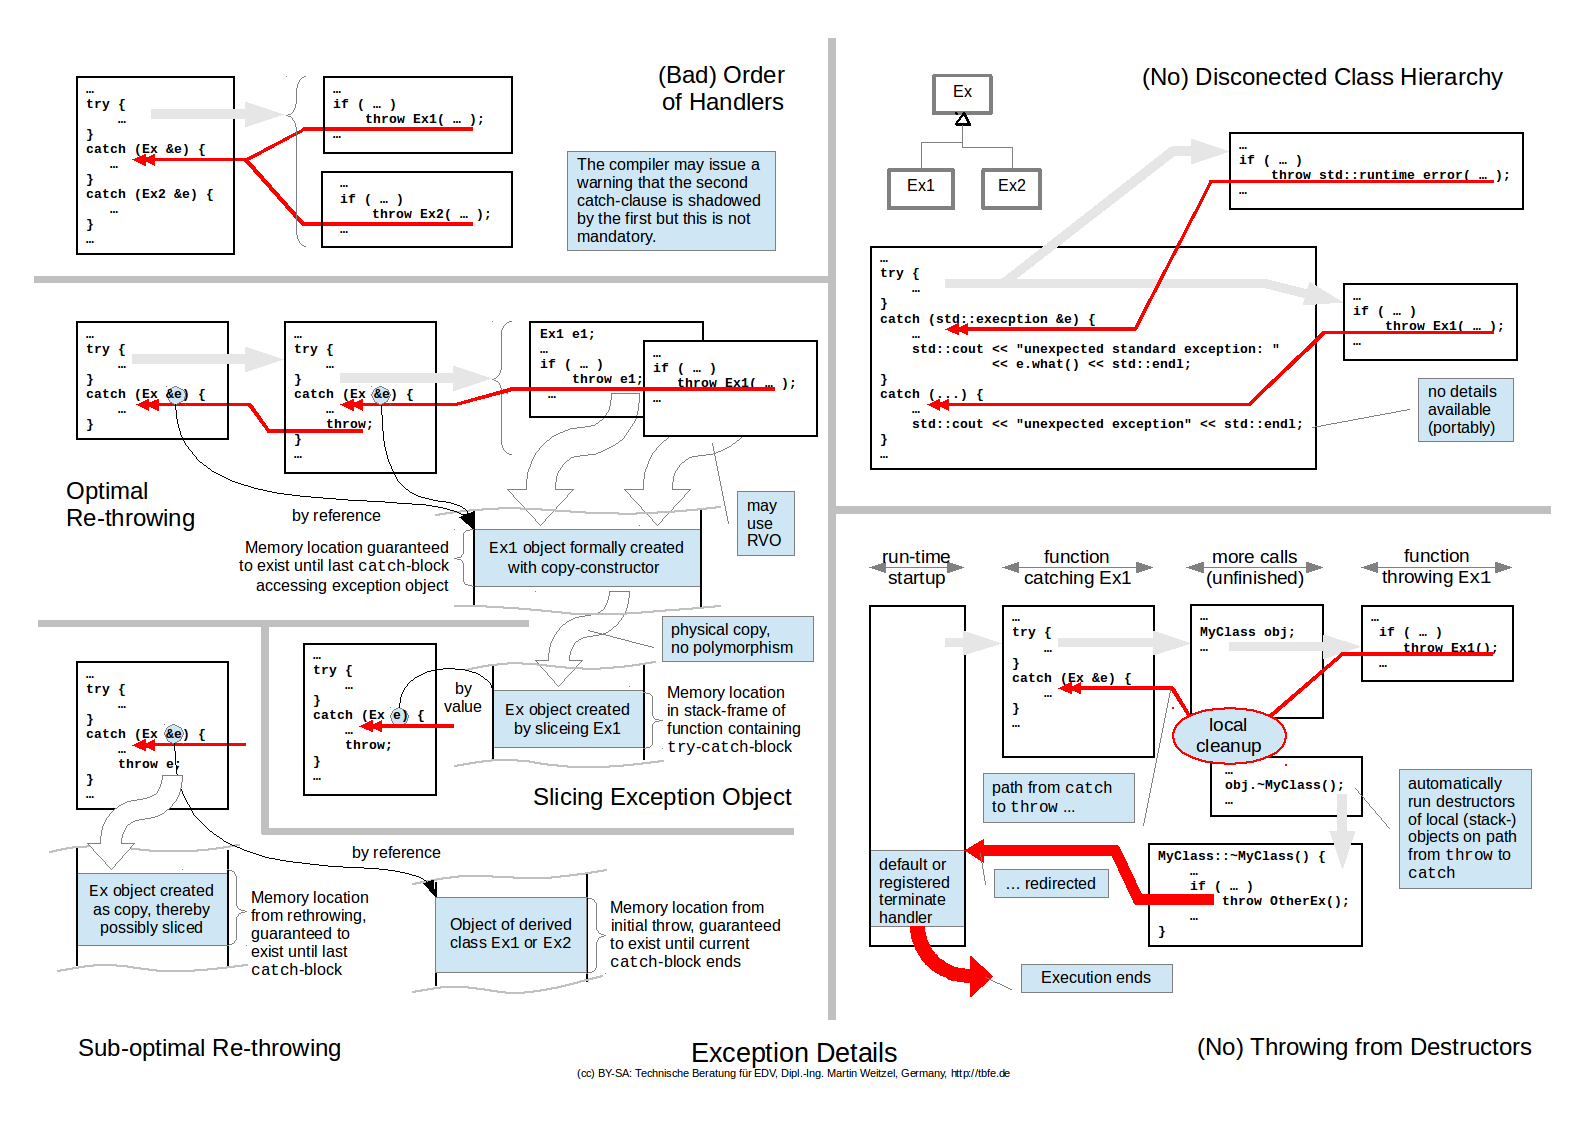 (Bad) Order
of Handlers
…
try {
…
}
catch (Ex &e) {
…
}
catch (Ex2 &e) {
…
}
…
…
if ( … )
throw Ex1( … );
…
…
if ( … )
throw Ex2( … );
…
The compiler may issue a
warning that the second
catch-clause is shadowed
by the first but this is not
mandatory.
(No) Disconected Class Hierarchy
Ex
Ex1
Ex2
…
if ( … )
throw std::runtime error( … );
…
…
try {
…
}
catch (std::execption &e) {
…
std::cout << "unexpected standard exception: "
<< e.what() << std::endl;
}
catch (...) {
…
std::cout << "unexpected exception" << std::endl;
}
…
…
if ( … )
throw Ex1( … );
…
no details
available
(portably)
…
try {
…
}
catch (Ex &e) {
…
}
…
try {
…
}
catch (Ex &e) {
…
throw;
}
…
Ex1 e1;
…
if ( … )
throw e1;
…
…
if ( … )
throw Ex1( … );
…
Optimal
Re-throwing
by reference
may
use
RVO
Memory location guaranteed
to exist until last catch-block
accessing exception object
Ex1 object formally created
with copy-constructor
physical copy,
no polymorphism
…
try {
…
}
catch (Ex e) {
…
throw;
}
…
by
value
Ex object created
by sliceing Ex1
Memory location
in stack-frame of
function containing
try-catch-block
Slicing Exception Object
…
try {
…
}
catch (Ex &e) {
…
throw e;
}
…
by reference
Ex object created
as copy, thereby
possibly sliced
Memory location
from rethrowing,
guaranteed to
exist until last
catch-block
Object of derived
class Ex1 or Ex2
Memory location from
initial throw, guaranteed
to exist until current
catch-block ends
Sub-optimal Re-throwing
run-time
startup
function
catching Ex1
more calls
(unfinished)
function
throwing Ex1
…
try {
…
}
catch (Ex &e) {
…
}
…
…
MyClass obj;
…
…
if ( … )
throw Ex1();
…
local
cleanup
…
obj.~MyClass();
…
path from catch
to throw …
automatically
run destructors
of local (stack-)
objects on path
from throw to
catch
MyClass::~MyClass() {
…
if ( … )
throw OtherEx();
…
}
default or
registered
terminate
handler
… redirected
Execution ends
(No) Throwing from Destructors
Exception Details
(cc) BY-SA: Technische Beratung für EDV, Dipl.-Ing. Martin Weitzel, Germany, http://tbfe.de